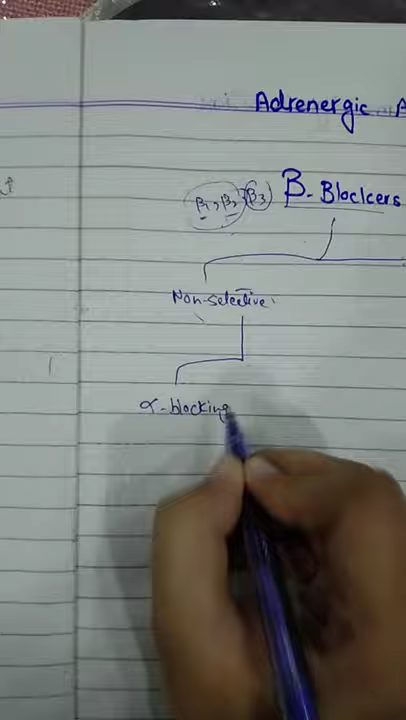 Adrenergic A
β₁, β₂, (β₃) β-Blockers
Non-selective
α-blocking